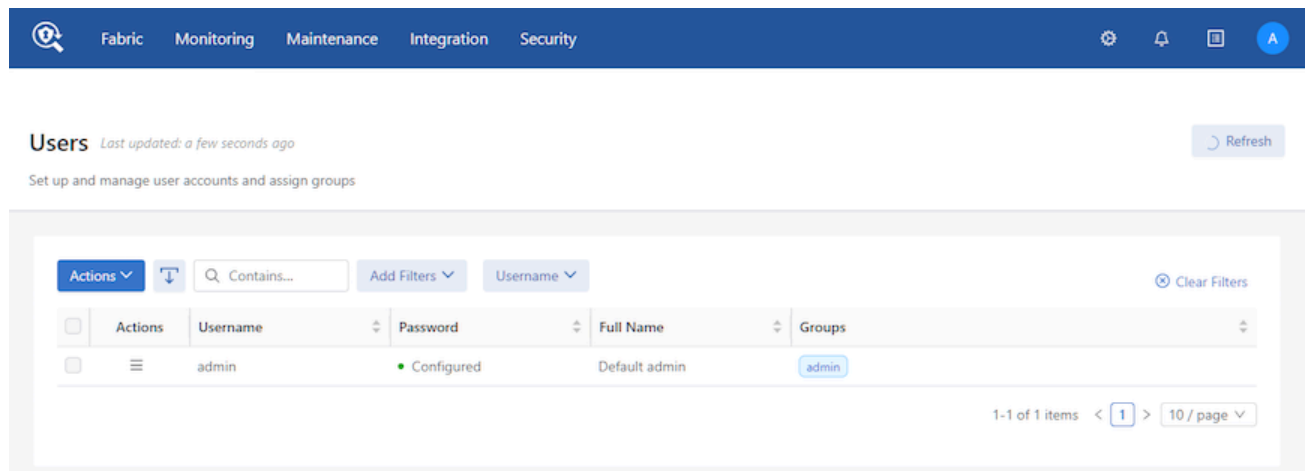 Fabric Monitoring Maintenance Integration Security A
Users Last updated: a few seconds ago Refresh
Set up and manage user accounts and assign groups
Actions Contains... Add Filters Username Clear Filters
Actions Username Password Full Name Groups
admin Configured Default admin admin
1-1 of 1 items < 1 > 10 / page